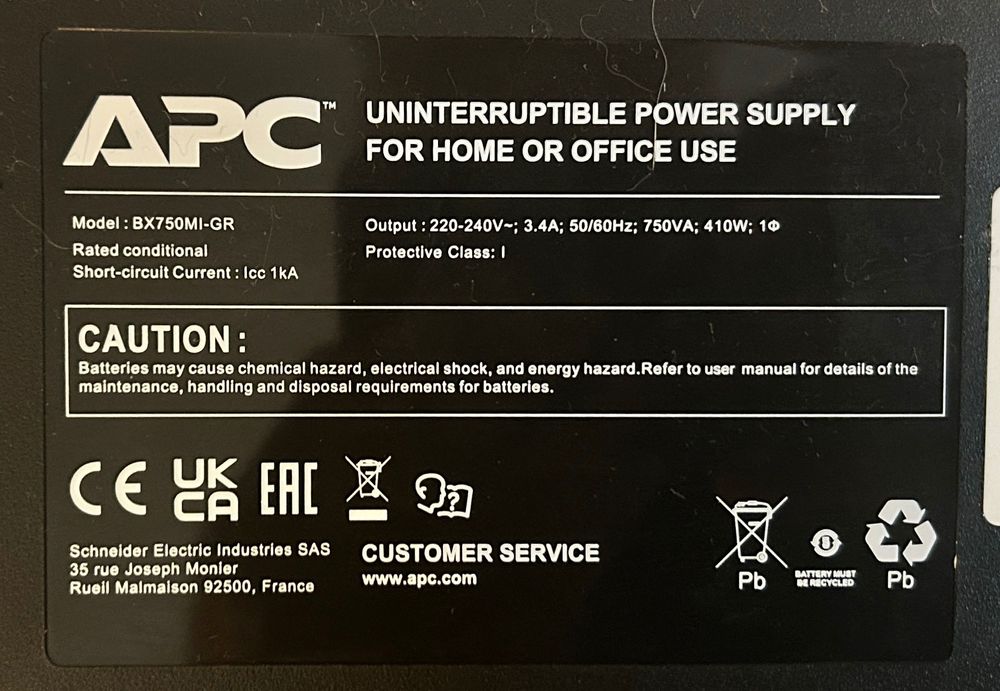 APC™
UNINTERRUPTIBLE POWER SUPPLY
FOR HOME OR OFFICE USE
Model : BX750MI-GR
Rated conditional
Short-circuit Current : Icc 1kA
Output : 220-240V~; 3.4A; 50/60Hz; 750VA; 410W; 1Φ
Protective Class: I
CAUTION :
Batteries may cause chemical hazard, electrical shock, and energy hazard.Refer to user manual for details of the
maintenance, handling and disposal requirements for batteries.
CE
UK
CA
EAC
?
Schneider Electric Industries SAS
35 rue Joseph Monier
Rueil Malmaison 92500, France
CUSTOMER SERVICE
www.apc.com
Pb
BATTERY MUST
BE RECYCLED
Pb